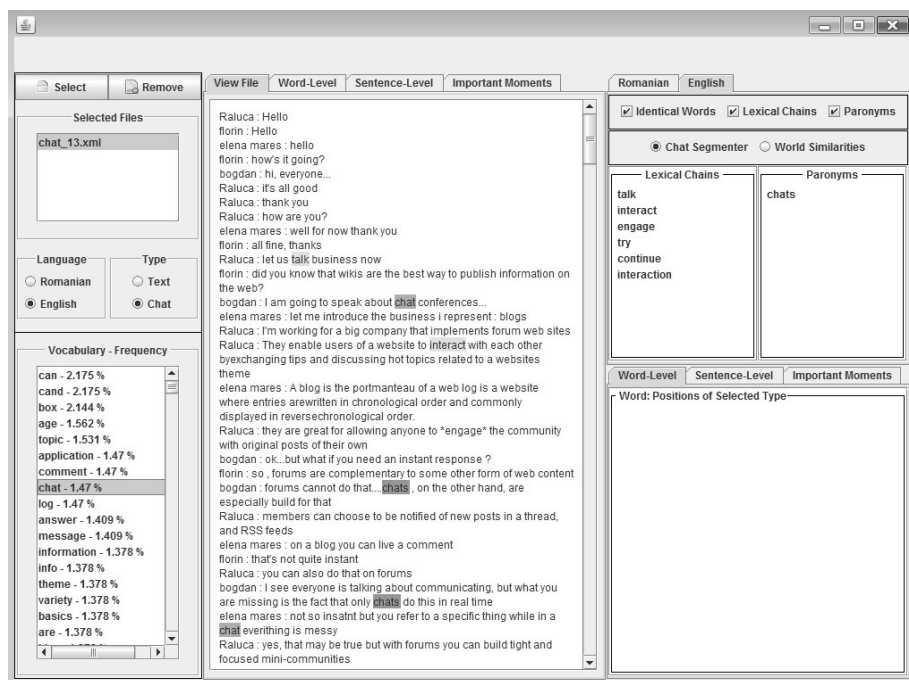 Select
Remove
Selected Files
chat_13.xml
Language
Type
Romanian
Text
English
Chat
Vocabulary - Frequency
can - 2.175 %
cand - 2.175 %
box - 2.144 %
age - 1.562 %
topic - 1.531 %
application - 1.47 %
comment - 1.47 %
chat - 1.47 %
log - 1.47 %
answer - 1.409 %
message - 1.409 %
information - 1.378 %
info - 1.378 %
theme - 1.378 %
variety - 1.378 %
basics - 1.378 %
are - 1.378 %
View File
Word-Level
Sentence-Level
Important Moments
Raluca : Hello
florin : Hello
elena mares : hello
florin : how's it going?
bogdan : hi, everyone...
Raluca : it's all good
Raluca : thank you
Raluca : how are you?
elena mares : well for now thank you
florin : all fine, thanks
Raluca : let us talk business now
florin : did you know that wikis are the best way to publish information on
the web?
bogdan : I am going to speak about chat conferences...
elena mares : let me introduce the business i represent : blogs
Raluca : I'm working for a big company that implements forum web sites
Raluca : They enable users of a website to interact with each other
byexchanging tips and discussing hot topics related to a websites
theme
elena mares : A blog is the portmanteau of a web log is a website
where entries arewritten in chronological order and commonly
displayed in reversechronological order.
Raluca : they are great for allowing anyone to *engage* the community
with original posts of their own
bogdan : ok...but what if you need an instant response ?
florin : so , forums are complementary to some other form of web content
bogdan : forums cannot do that....chats , on the other hand, are
especially build for that
Raluca : members can choose to be notified of new posts in a thread,
and RSS feeds
elena mares : on a blog you can live a comment
florin : that's not quite instant
Raluca : you can also do that on forums
bogdan : I see everyone is talking about communicating, but what you
are missing is the fact that only chats do this in real time
elena mares : not so insatnt but you refer to a specific thing while in a
chat everithing is messy
Raluca : yes, that may be true but with forums you can build tight and
focused mini-communities
Romanian
English
Identical Words
Lexical Chains
Paronyms
Chat Segmenter
World Similarities
Lexical Chains
talk
interact
engage
try
continue
interaction
Paronyms
chats
Word-Level
Sentence-Level
Important Moments
Word: Positions of Selected Type